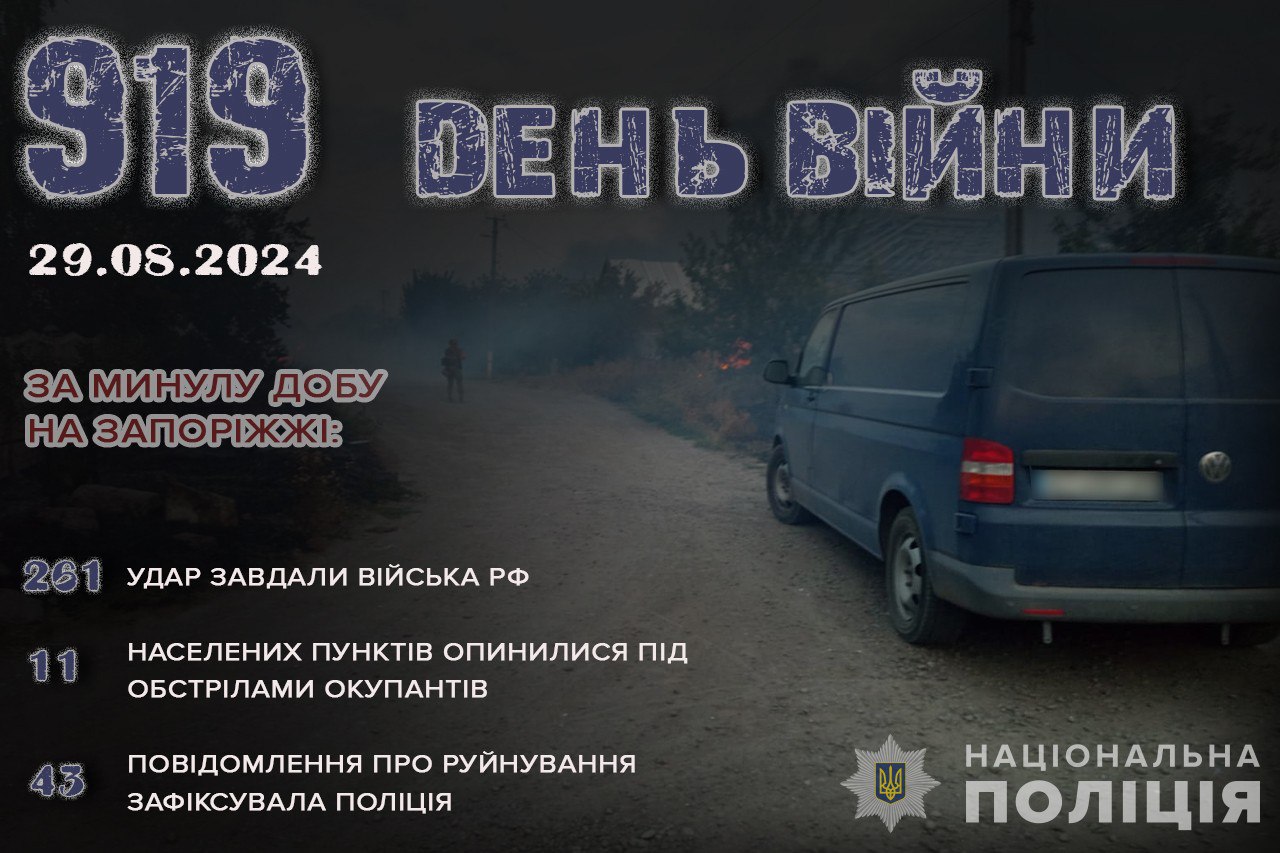 919 ДЕНЬ ВІЙНИ
29.08.2024
ЗА МИНУЛУ ДОБУ
НА ЗАПОРІЖЖІ:
261 УДАР ЗАВДАЛИ ВІЙСЬКА РФ
11 НАСЕЛЕНИХ ПУНКТІВ ОПИНИЛИСЯ ПІД
ОБСТРІЛАМИ ОКУПАНТІВ
43 ПОВІДОМЛЕННЯ ПРО РУЙНУВАННЯ
ЗАФІКСУВАЛА ПОЛІЦІЯ
НАЦІОНАЛЬНА
ПОЛІЦІЯ